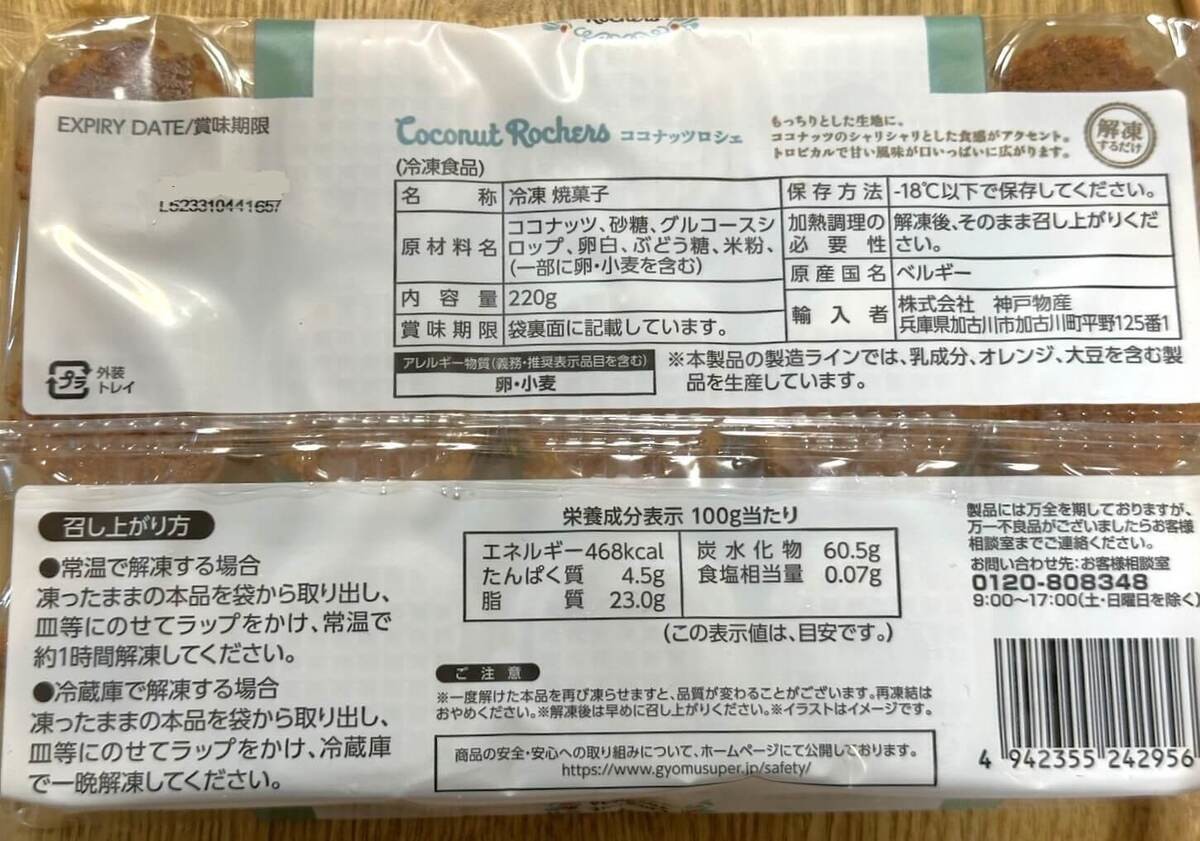 Rochers
EXPIRY DATE/賞味期限
L523310441657
Coconut Rochers ココナッツロシェ
もっちりとした生地に、
ココナッツのシャリシャリとした食感がアクセント。
トロピカルで甘い風味が口いっぱいに広がります。
解凍
するだけ
(冷凍食品)
名称 冷凍 焼菓子
原材料名 ココナッツ、砂糖、グルコースシ
ロップ、卵白、ぶどう糖、米粉、
(一部に卵・小麦を含む)
内容量 220g
賞味期限 袋裏面に記載しています。
保存方法 -18℃以下で保存してください。
加熱調理の 解凍後、そのまま召し上がりくだ
必要性 さい。
原産国名 ベルギー
輸入者 株式会社 神戸物産
兵庫県加古川市加古川町平野125番1
アレルギー物質(義務・推奨表示品目を含む)
卵・小麦
※本製品の製造ラインでは、乳成分、オレンジ、大豆を含む製
品を生産しています。
プラ
外装
トレイ
召し上がり方
●常温で解凍する場合
凍ったままの本品を袋から取り出し、
皿等にのせてラップをかけ、常温で
約1時間解凍してください。
●冷蔵庫で解凍する場合
凍ったままの本品を袋から取り出し、
皿等にのせてラップをかけ、冷蔵庫
で一晩解凍してください。
栄養成分表示 100g当たり
エネルギー 468kcal
たんぱく質 4.5g
脂質 23.0g
炭水化物 60.5g
食塩相当量 0.07g
(この表示値は、目安です。)
ご注意
※一度解けた本品を再び凍らせますと、品質が変わることがございます。再凍結は
おやめください。※解凍後は早めに召し上がりください。※イラストはイメージです。
商品の安全・安心への取り組みについて、ホームページにて公開しております。
https://www.gyomusuper.jp/safety/
製品には万全を期しておりますが、
万一不良品がございましたらお客様
相談室までご連絡ください。
お問い合わせ先:お客様相談室
0120-808348
9:00〜17:00(土・日曜日を除く)
4 942355 242956